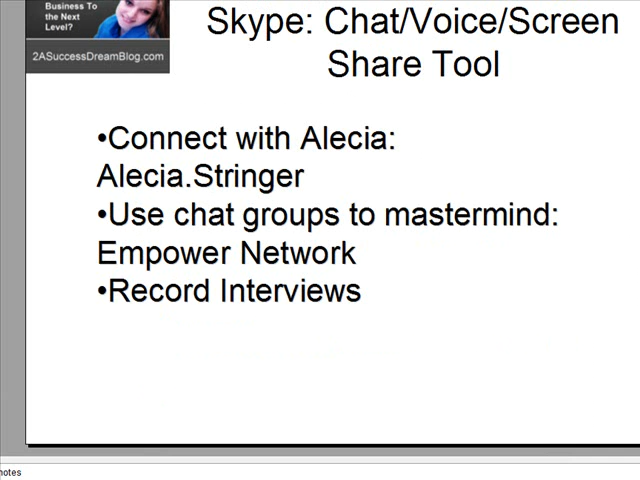 Business To
the Next
Level?
2ASuccessDreamBlog.com
Skype: Chat/Voice/Screen
Share Tool
•Connect with Alecia:
Alecia.Stringer
•Use chat groups to mastermind:
Empower Network
•Record Interviews
notes